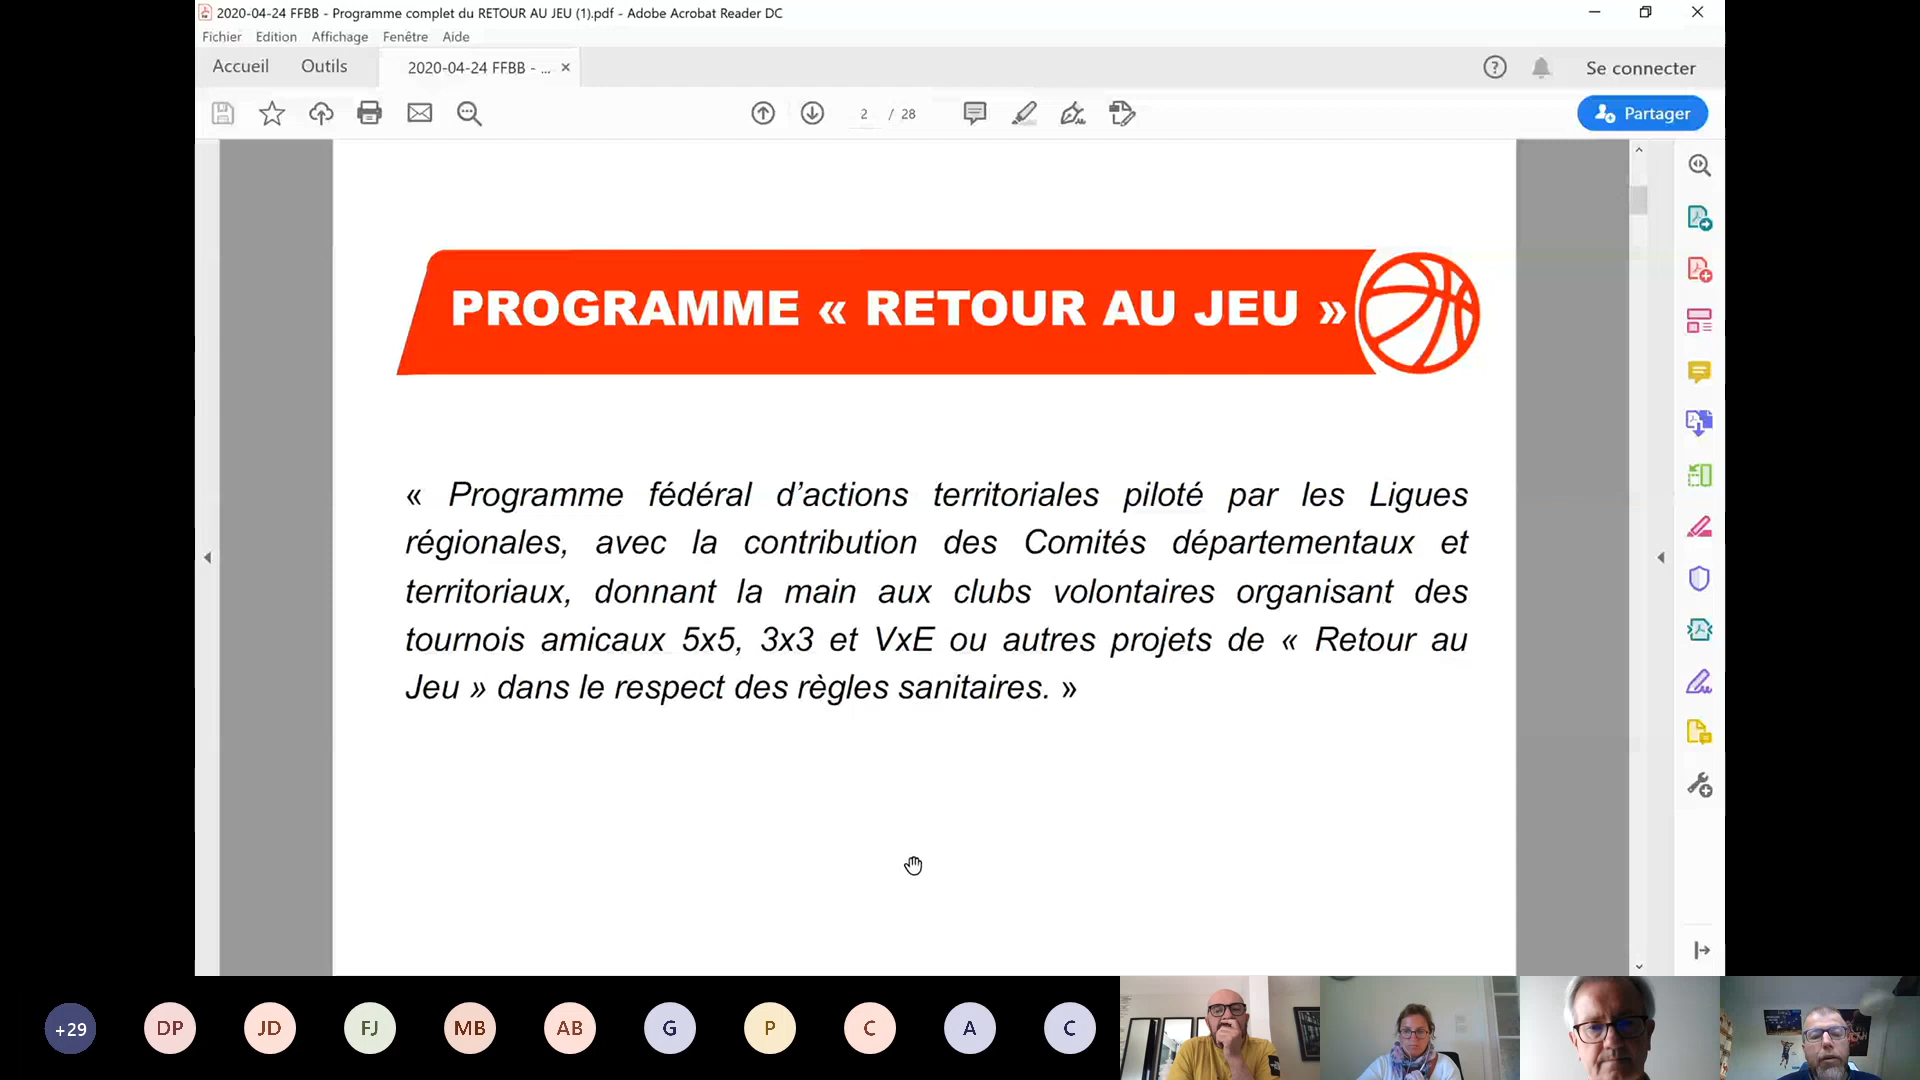 2020-04-24 FFBB - Programme complet du RETOUR AU JEU (1).pdf - Adobe Acrobat Reader DC
Fichier Edition Affichage Fenêtre Aide
Accueil Outils 2020-04-24 FFBB - ... Se connecter
2 / 28 Partager
PROGRAMME « RETOUR AU JEU »
« Programme fédéral d’actions territoriales piloté par les Ligues
régionales, avec la contribution des Comités départementaux et
territoriaux, donnant la main aux clubs volontaires organisant des
tournois amicaux 5x5, 3x3 et VxE ou autres projets de « Retour au
Jeu » dans le respect des règles sanitaires. »
+29 DP JD FJ MB AB G P C A C